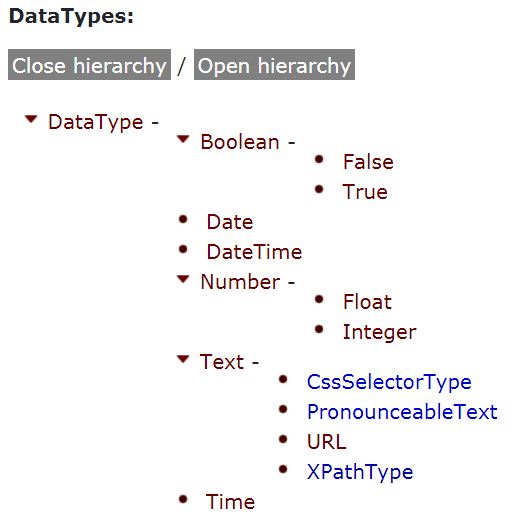 DataTypes:
Close hierarchy / Open hierarchy
DataType -
Boolean -
False
True
Date
DateTime
Number -
Float
Integer
Text -
CssSelectorType
PronounceableText
URL
XPathType
Time